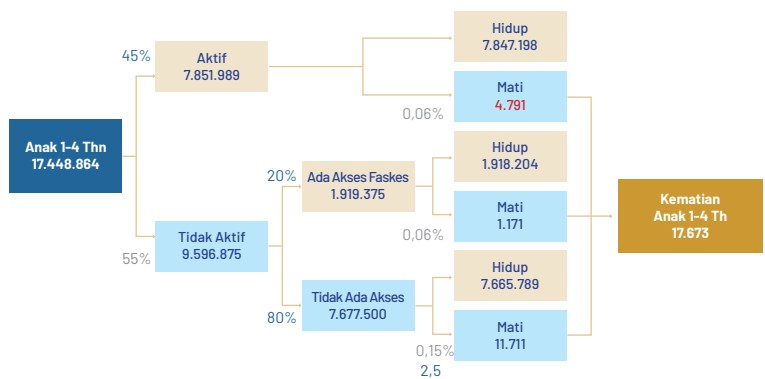 Anak 1-4 Thn
17.448.864
45%
Aktif
7.851.989
Hidup
7.847.198
Mati
4.791
0,06%
55%
Tidak Aktif
9.596.875
20%
Ada Akses Faskes
1.919.375
Hidup
1.918.204
Mati
1.171
0,06%
80%
Tidak Ada Akses
7.677.500
Hidup
7.665.789
Mati
11.711
0,15%
2,5
Kematian
Anak 1-4 Th
17.673